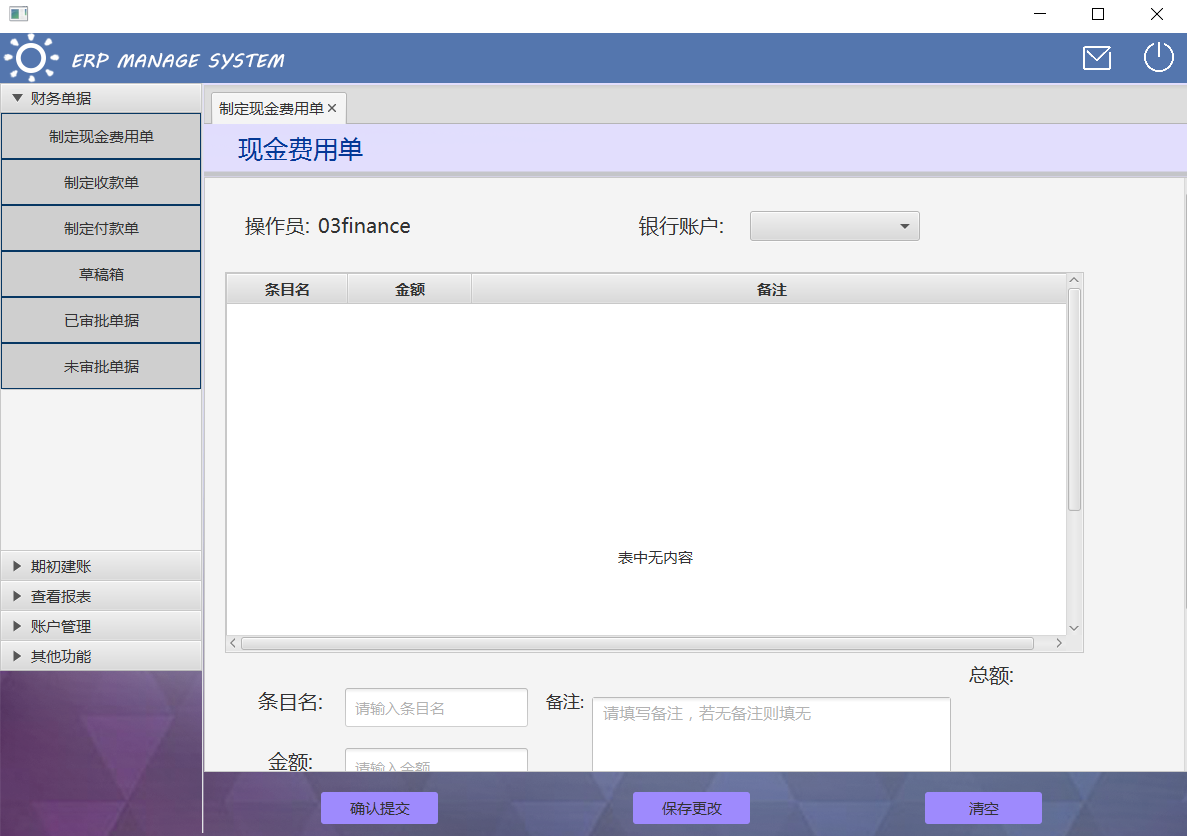 ERP MANAGE SYSTEM
财务单据
制定现金费用单
制定收款单
制定付款单
草稿箱
已审批单据
未审批单据
期初建账
查看报表
账户管理
其他功能
制定现金费用单
现金费用单
操作员: 03finance
银行账户:
条目名 金额 备注
表中无内容
总额:
条目名: 请输入条目名
备注: 请填写备注，若无备注则填无
金额: 请输入金额
确认提交 保存更改 清空